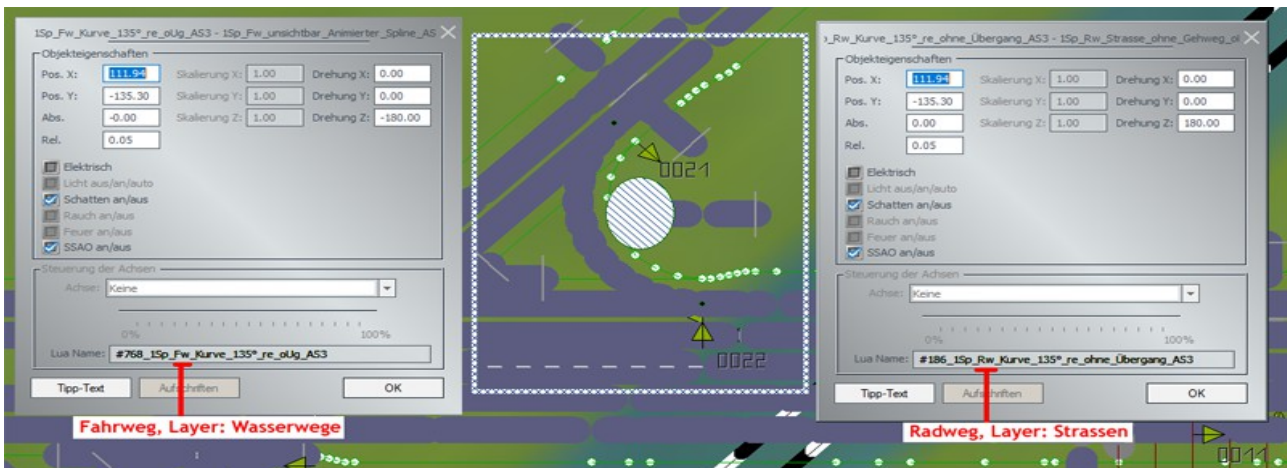 1Sp_Fw_Kurve_135°_re_oUg_AS3 - 1Sp_Fw_unsichtbar_Animierter_Spline_AS
Objekteigenschaften
Pos. X: 111.94 Skalierung X: 1.00 Drehung X: 0.00
Pos. Y: -135.30 Skalierung Y: 1.00 Drehung Y: 0.00
Abs. -0.00 Skalierung Z: 1.00 Drehung Z: -180.00
Rel. 0.05
Elektrisch
Licht aus/an/auto
Schatten an/aus
Rauch an/aus
Feuer an/aus
SSAO an/aus
Steuerung der Achsen
Achse: Keine
0% 100%
Lua Name: #768_1Sp_Fw_Kurve_135°_re_oUg_AS3
Tipp-Text Aufschriften OK
Fahrweg, Layer: Wasserwege
0021
0022
_Rw_Kurve_135°_re_ohne_Übergang_AS3 - 1Sp_Rw_Strasse_ohne_Gehweg_ol
Objekteigenschaften
Pos. X: 111.94 Skalierung X: 1.00 Drehung X: 0.00
Pos. Y: -135.30 Skalierung Y: 1.00 Drehung Y: 0.00
Abs. 0.00 Skalierung Z: 1.00 Drehung Z: 180.00
Rel. 0.05
Elektrisch
Licht aus/an/auto
Schatten an/aus
Rauch an/aus
Feuer an/aus
SSAO an/aus
Steuerung der Achsen
Achse: Keine
0% 100%
Lua Name: #186_1Sp_Rw_Kurve_135°_re_ohne_Übergang_AS3
Tipp-Text Aufschriften OK
Radweg, Layer: Strassen
0011